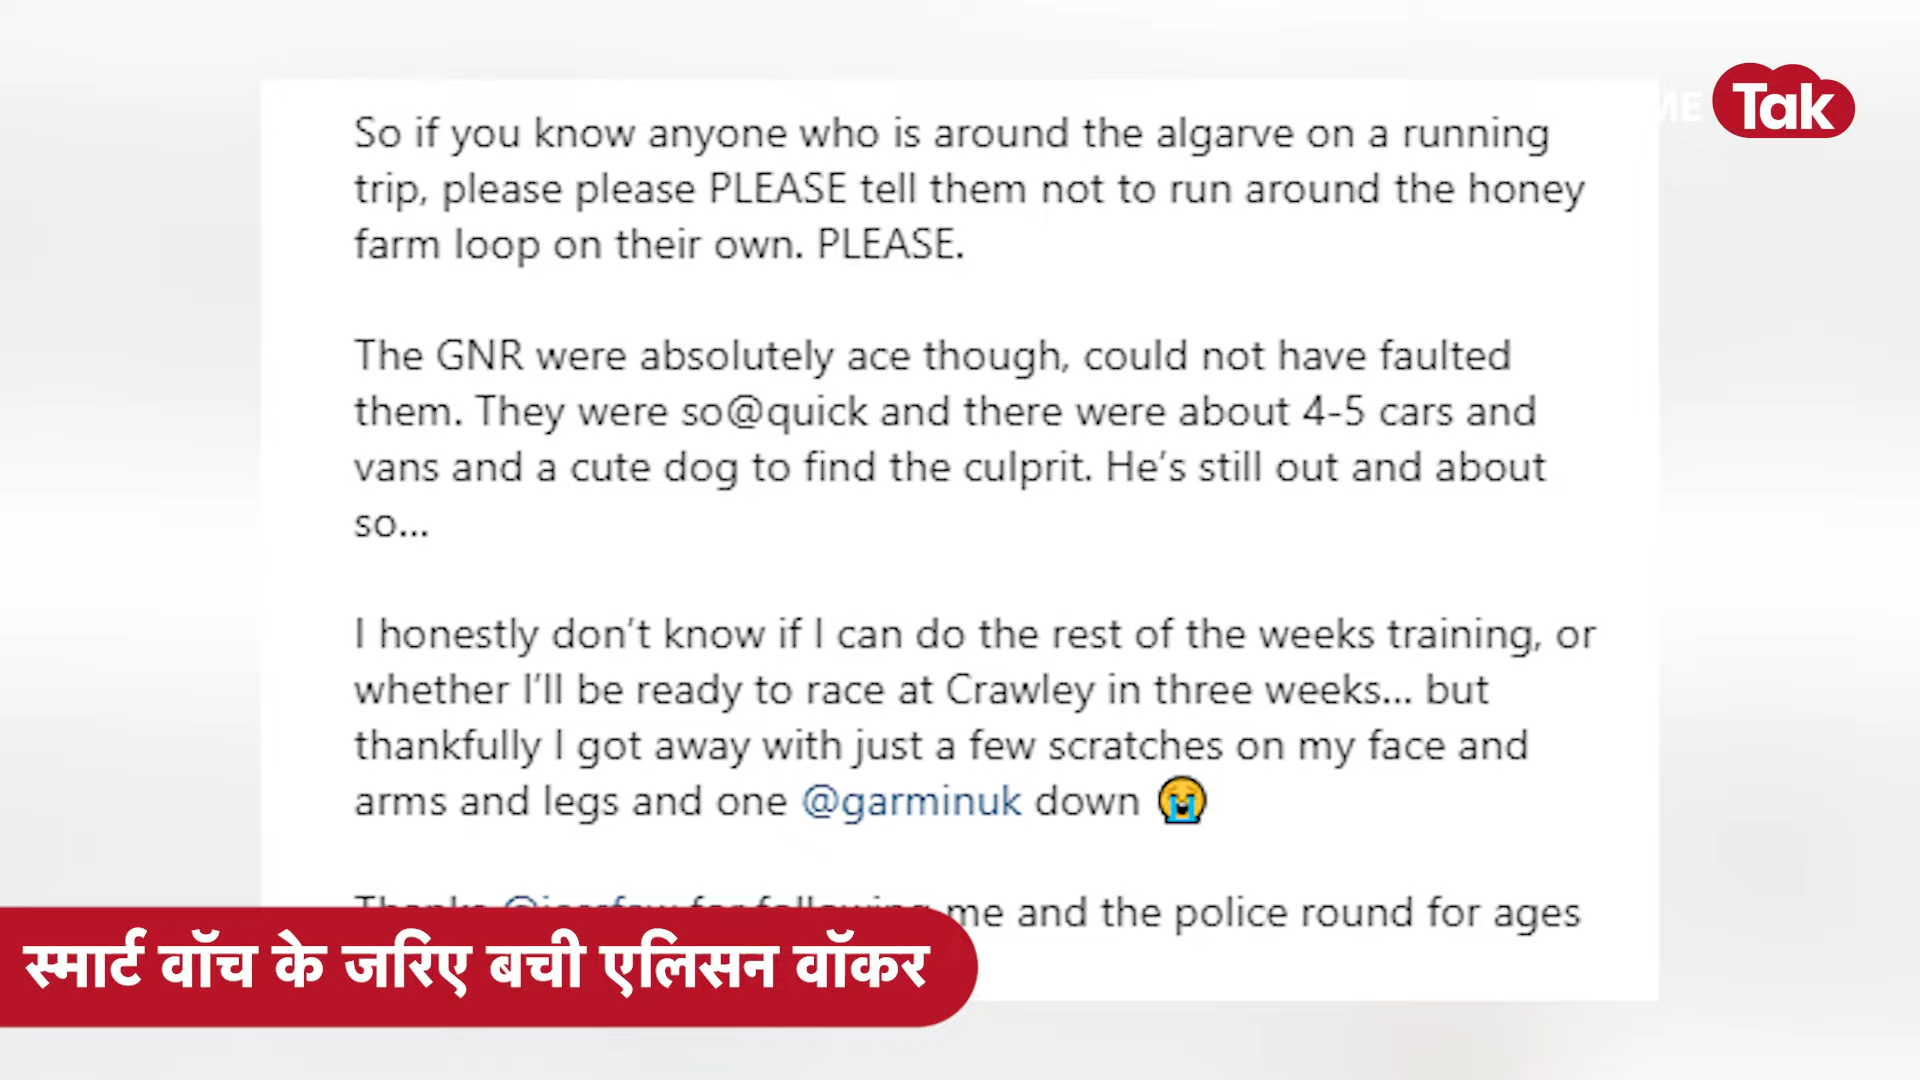 So if you know anyone who is around the algarve on a running
trip, please please PLEASE tell them not to run around the honey
farm loop on their own. PLEASE.
The GNR were absolutely ace though, could not have faulted
them. They were so@quick and there were about 4-5 cars and
vans and a cute dog to find the culprit. He's still out and about
so...
I honestly don't know if I can do the rest of the weeks training, or
whether I'll be ready to race at Crawley in three weeks... but
thankfully I got away with just a few scratches on my face and
arms and legs and one @garminuk down 😭
me and the police round for ages
Tak
स्मार्ट वॉच के जरिए बची एलिसन वॉकर